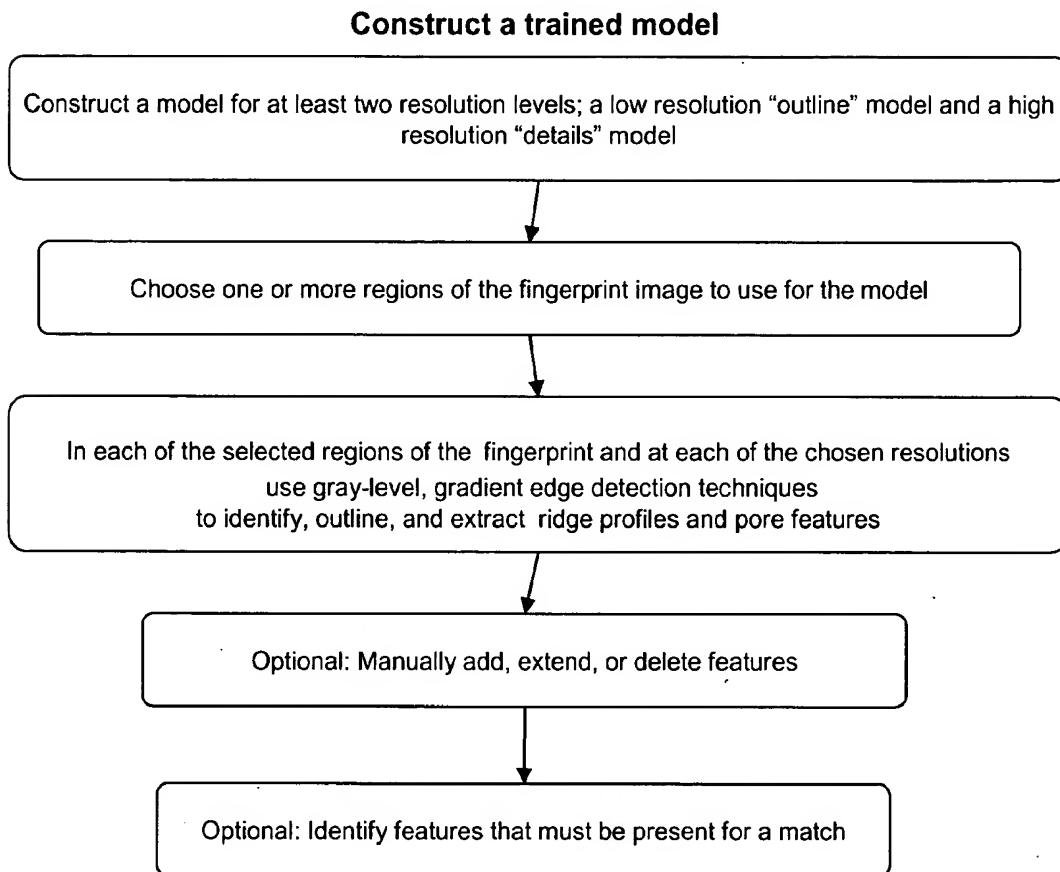 Construct a trained model
Construct a model for at least two resolution levels; a low resolution “outline” model and a high
resolution “details” model
Choose one or more regions of the fingerprint image to use for the model
In each of the selected regions of the fingerprint and at each of the chosen resolutions
use gray-level, gradient edge detection techniques
to identify, outline, and extract ridge profiles and pore features
Optional: Manually add, extend, or delete features
Optional: Identify features that must be present for a match